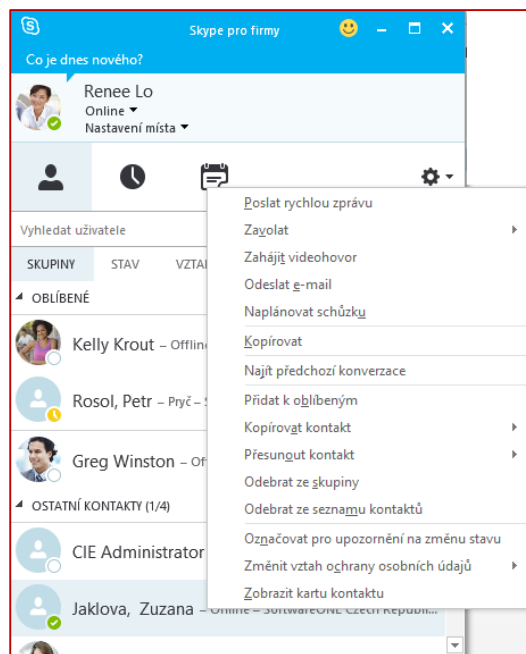 Skype pro firmy
Co je dnes nového?
Renee Lo
Online
Nastavení místa
Vyhledat uživatele
SKUPINY STAV
OBLÍBENÉ
Kelly Krout –
Rosol, Petr – Pryč –
Greg Winston –
OSTATNÍ KONTAKTY (1/4)
CIE Administrator
Jaklova, Zuzana – Online – SoftwareONE Czech
Poslat rychlou zprávu
Zavolat
Zahájit videohovor
Odeslat e-mail
Naplánovat schůzku
Kopírovat
Najít předchozí konverzace
Přidat k oblíbeným
Kopírovat kontakt
Přesunout kontakt
Odebrat ze skupiny
Odebrat ze seznamu kontaktů
Označovat pro upozornění na změnu stavu
Změnit vztah ochrany osobních údajů
Zobrazit kartu kontaktu